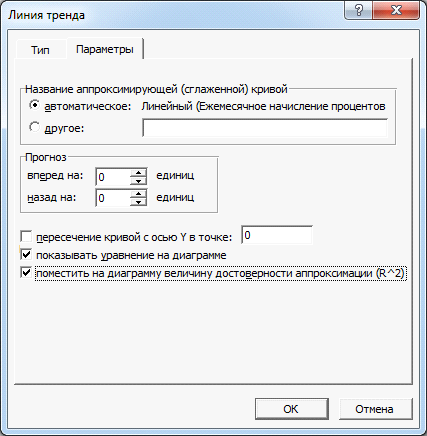 Линия тренда
Тип Параметры
Название аппроксимирующей (сглаженной) кривой
автоматическое: Линейный (Ежемесячное начисление процентов
другое:
Прогноз
вперед на: 0 единиц
назад на: 0 единиц
пересечение кривой с осью Y в точке: 0
показывать уравнение на диаграмме
поместить на диаграмму величину достоверности аппроксимации (R^2)
OK Отмена